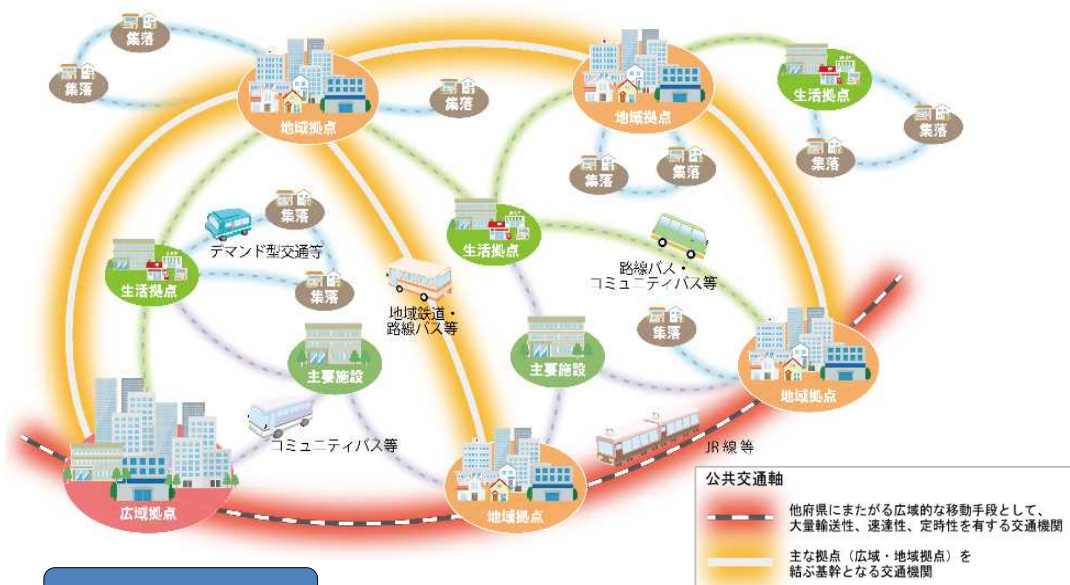 集落
集落
地域拠点
集落
地域拠点
生活拠点
集落
集落
集落
集落
集落
デマンド型交通等
生活拠点
路線バス・
コミュニティバス等
生活拠点
集落
地域鉄道・
路線バス等
集落
主要施設
主要施設
地域拠点
コミュニティバス等
JR線等
広域拠点
地域拠点
公共交通軸
他府県にまたがる広域的な移動手段として、
大量輸送性、速達性、定時性を有する交通機関
主な拠点（広域・地域拠点）を
結ぶ基幹となる交通機関